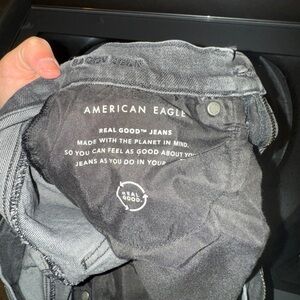 AMERICAN EAGLE
REAL GOOD™ JEANS
MADE WITH THE PLANET IN MIND.
SO YOU CAN FEEL AS GOOD ABOUT YOU
JEANS AS YOU DO IN YOUR
REAL
GOOD.